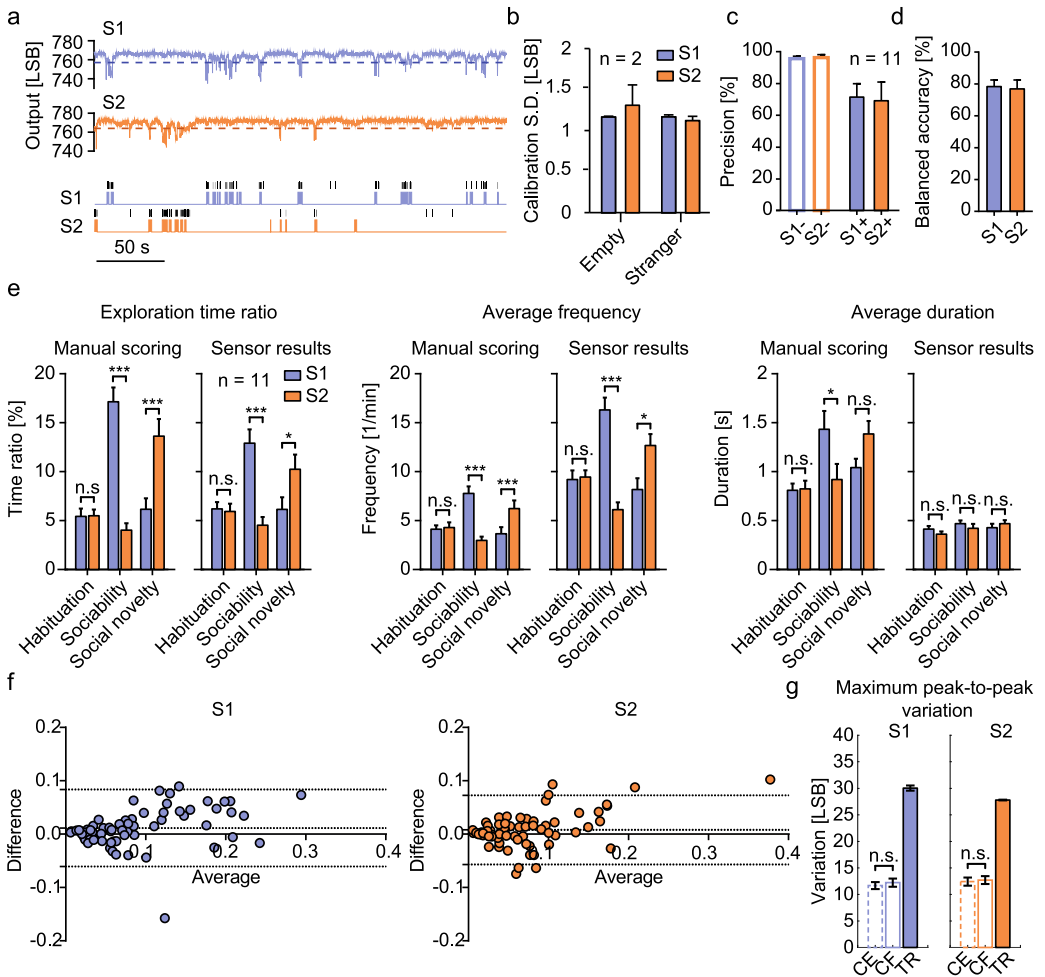 a
S1
780
760
740
Output [LSB]
S2
780
760
740
S1
S2
50 s
b
Calibration S.D. [LSB]
2
1.5
1
0.5
0
n = 2
S1
S2
Empty
Stranger
c
Precision [%]
100
80
60
40
20
0
n = 11
S1-
S2-
S1+
S2+
d
Balanced accuracy [%]
100
80
60
40
20
0
S1
S2
e
Exploration time ratio
Manual scoring
Sensor results
Time ratio [%]
20
15
10
5
0
n.s
***
***
n = 11
S1
S2
n.s.
***
*
Habituation
Sociability
Social novelty
Habituation
Sociability
Social novelty
Average frequency
Manual scoring
Sensor results
Frequency [1/min]
20
15
10
5
0
n.s.
***
***
n.s.
***
*
Habituation
Sociability
Social novelty
Habituation
Sociability
Social novelty
Average duration
Manual scoring
Sensor results
Duration [s]
2
1.5
1
0.5
0
n.s.
*
n.s.
n.s.
n.s.
n.s.
Habituation
Sociability
Social novelty
Habituation
Sociability
Social novelty
f
S1
Difference
0.2
0.1
0.0
-0.1
-0.2
0.1
0.2
0.3
0.4
Average
S2
Difference
0.2
0.1
0.0
-0.1
-0.2
0.1
0.2
0.3
0.4
Average
g
Maximum peak-to-peak
variation
S1
S2
Variation [LSB]
40
35
30
25
20
15
10
5
0
n.s.
n.s.
CE
CF
TR
CE
CF
TR